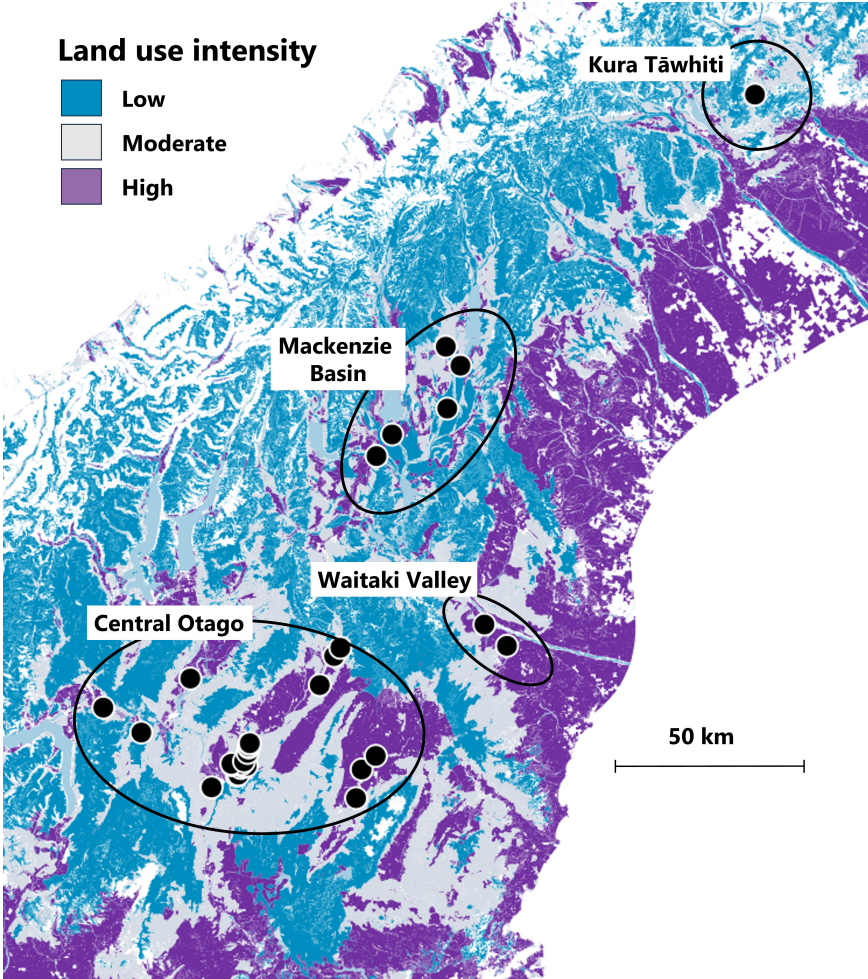 Land use intensity
Low
Moderate
High
Kura Tāwhiti
Mackenzie
Basin
Waitaki Valley
Central Otago
50 km